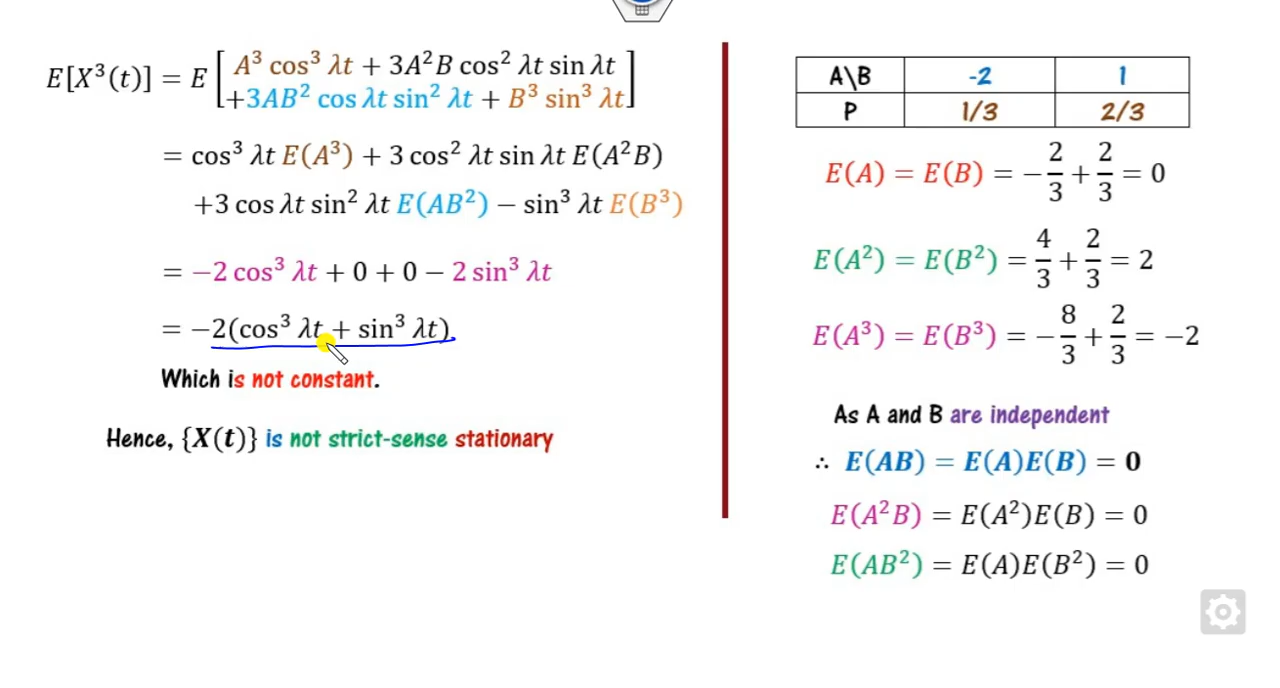 E[X³(t)] = E [ A³ cos³ λt + 3A²B cos² λt sin λt
+3AB² cos λt sin² λt + B³ sin³ λt ]
= cos³ λt E(A³) + 3 cos² λt sin λt E(A²B)
+3 cos λt sin² λt E(AB²) − sin³ λt E(B³)
= −2 cos³ λt + 0 + 0 − 2 sin³ λt
= −2(cos³ λt + sin³ λt)
Which is not constant.
Hence, {X(t)} is not strict-sense stationary
A\B -2 1
P 1/3 2/3
E(A) = E(B) = −2/3 + 2/3 = 0
E(A²) = E(B²) = 4/3 + 2/3 = 2
E(A³) = E(B³) = −8/3 + 2/3 = −2
As A and B are independent
∴ E(AB) = E(A)E(B) = 0
E(A²B) = E(A²)E(B) = 0
E(AB²) = E(A)E(B²) = 0